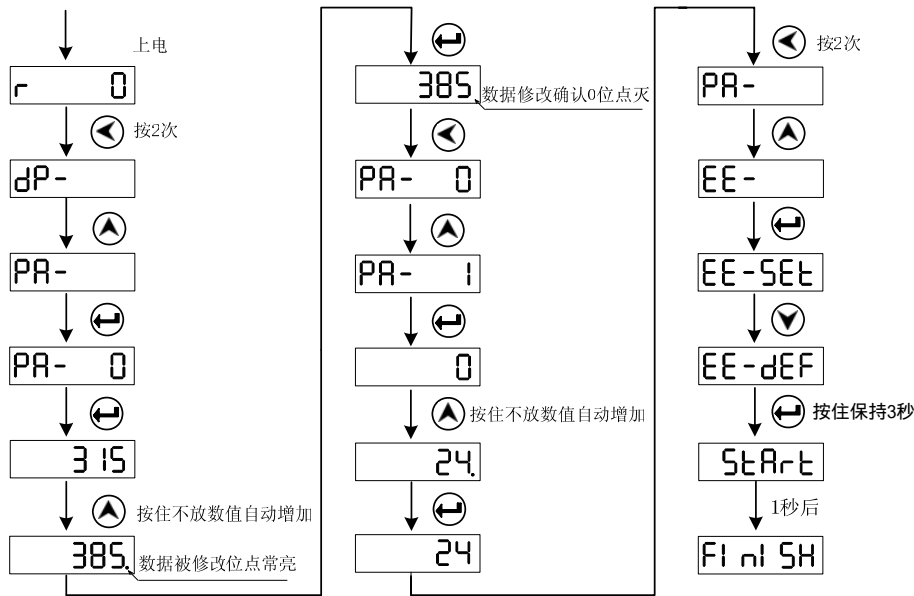 上电
r 0
按2次
dP-
PA-
PA- 0
315
按住不放数值自动增加
385.
数据被修改位点常亮
385
数据修改确认0位点灭
PA- 0
PA- 1
0
按住不放数值自动增加
24.
24
按2次
PA-
EE-
EE-SEt
EE-dEF
按住保持3秒
StArt
1秒后
FInISH